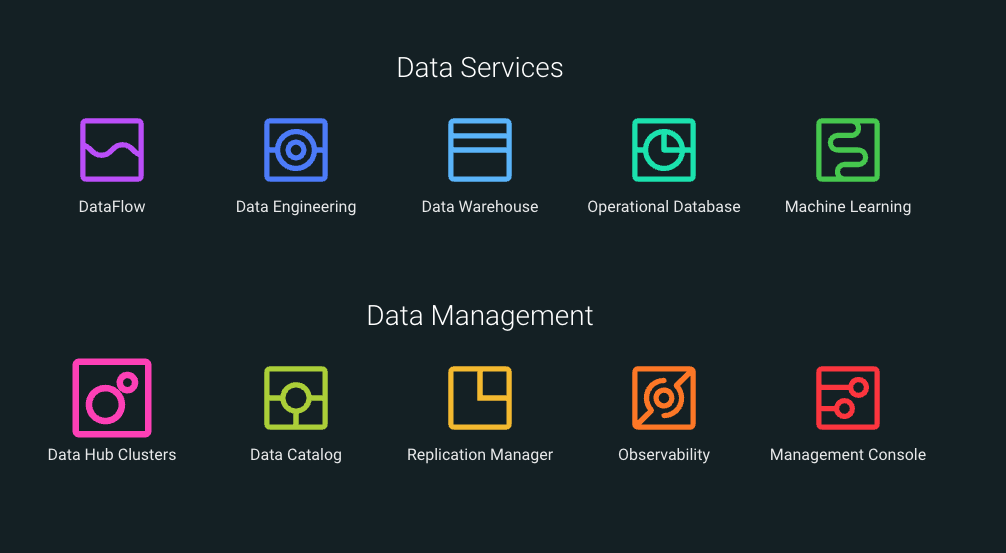 Data Services
DataFlow
Data Engineering
Data Warehouse
Operational Database
Machine Learning
Data Management
Data Hub Clusters
Data Catalog
Replication Manager
Observability
Management Console